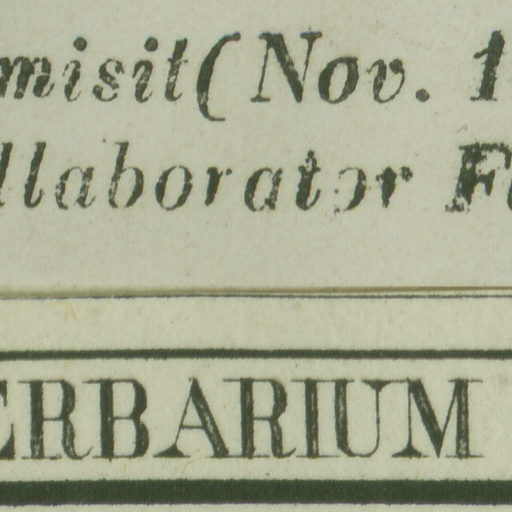 misit (Nov. 1
llaborator F
ERBARIUM